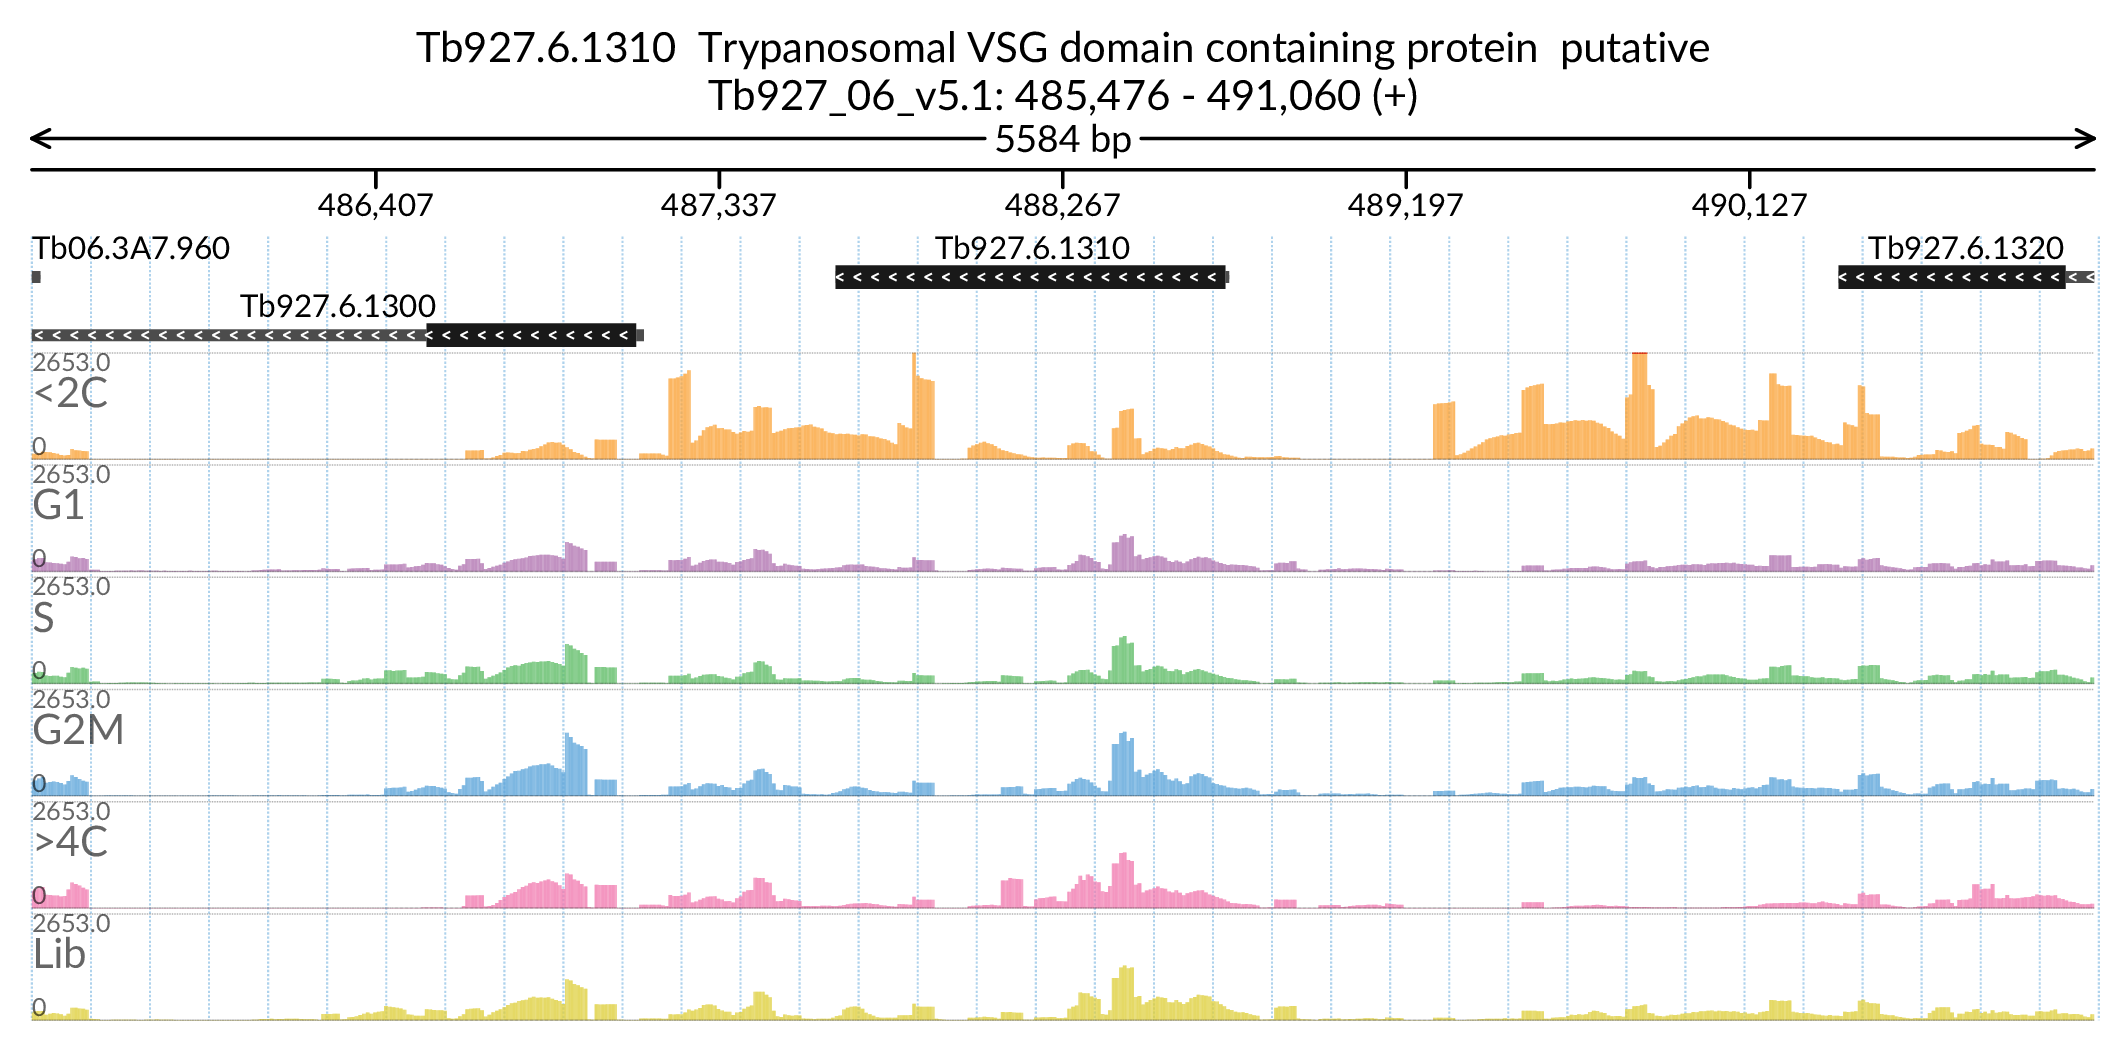 Tb927.6.1310  Trypanosomal VSG domain containing protein  putative
Tb927_06_v5.1: 485,476 - 491,060 (+)
5584 bp
486,407 487,337 488,267 489,197 490,127
Tb06.3A7.960 Tb927.6.1310 Tb927.6.1320
Tb927.6.1300
2653.0
<2C
0
2653.0
G1
0
2653.0
S
0
2653.0
G2M
0
2653.0
>4C
0
2653.0
Lib
0